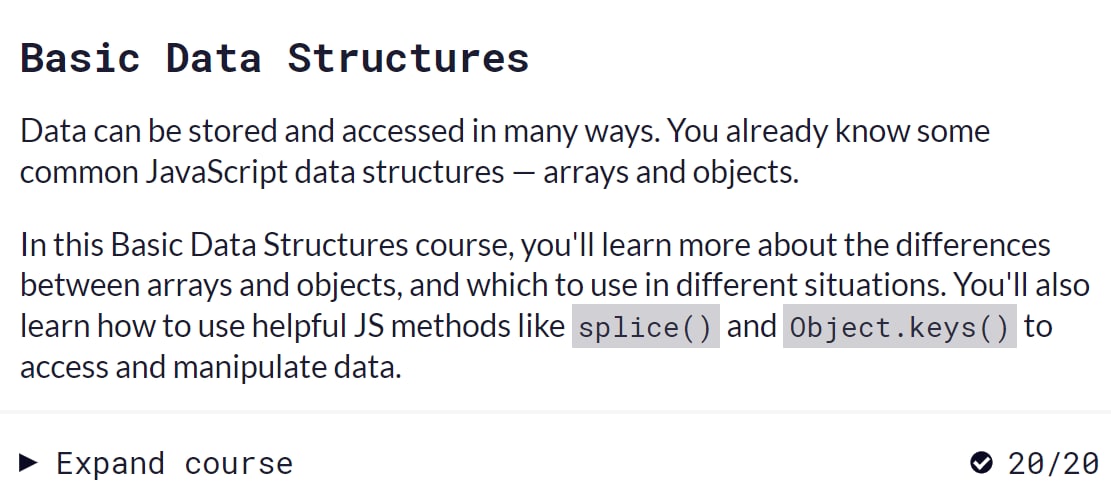 Basic Data Structures
Data can be stored and accessed in many ways. You already know some
common JavaScript data structures — arrays and objects.
In this Basic Data Structures course, you'll learn more about the differences
between arrays and objects, and which to use in different situations. You'll also
learn how to use helpful JS methods like splice() and Object.keys() to
access and manipulate data.
Expand course 20/20